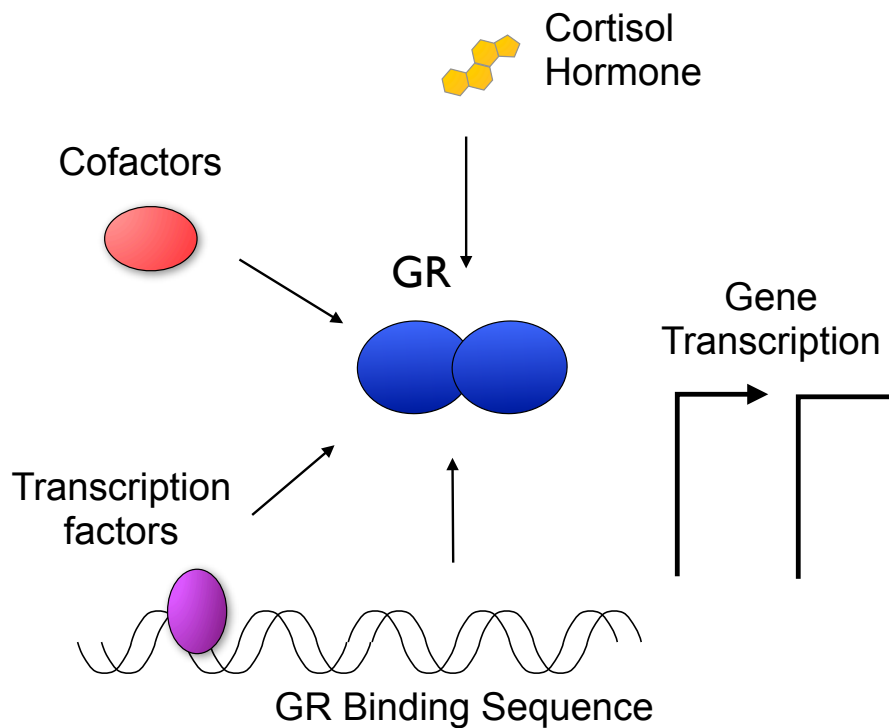 Cortisol
Hormone
Cofactors
GR
Gene
Transcription
Transcription
factors
GR Binding Sequence